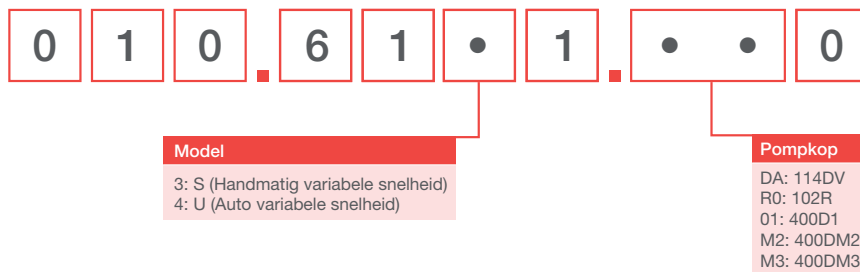 0 1 0 . 6 1 • 1 . • • 0
Model
3: S (Handmatig variabele snelheid)
4: U (Auto variabele snelheid)
Pompkop
DA: 114DV
R0: 102R
01: 400D1
M2: 400DM2
M3: 400DM3